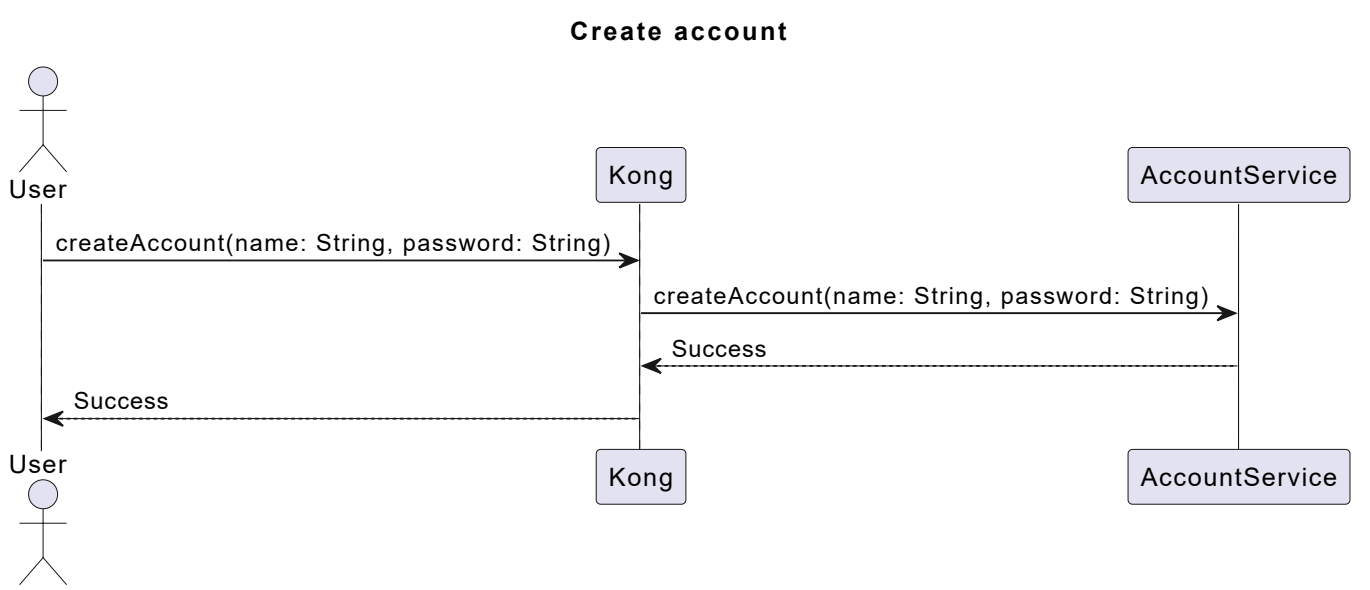 Create account
User
Kong
AccountService
createAccount(name: String, password: String)
createAccount(name: String, password: String)
Success
Success
User
Kong
AccountService